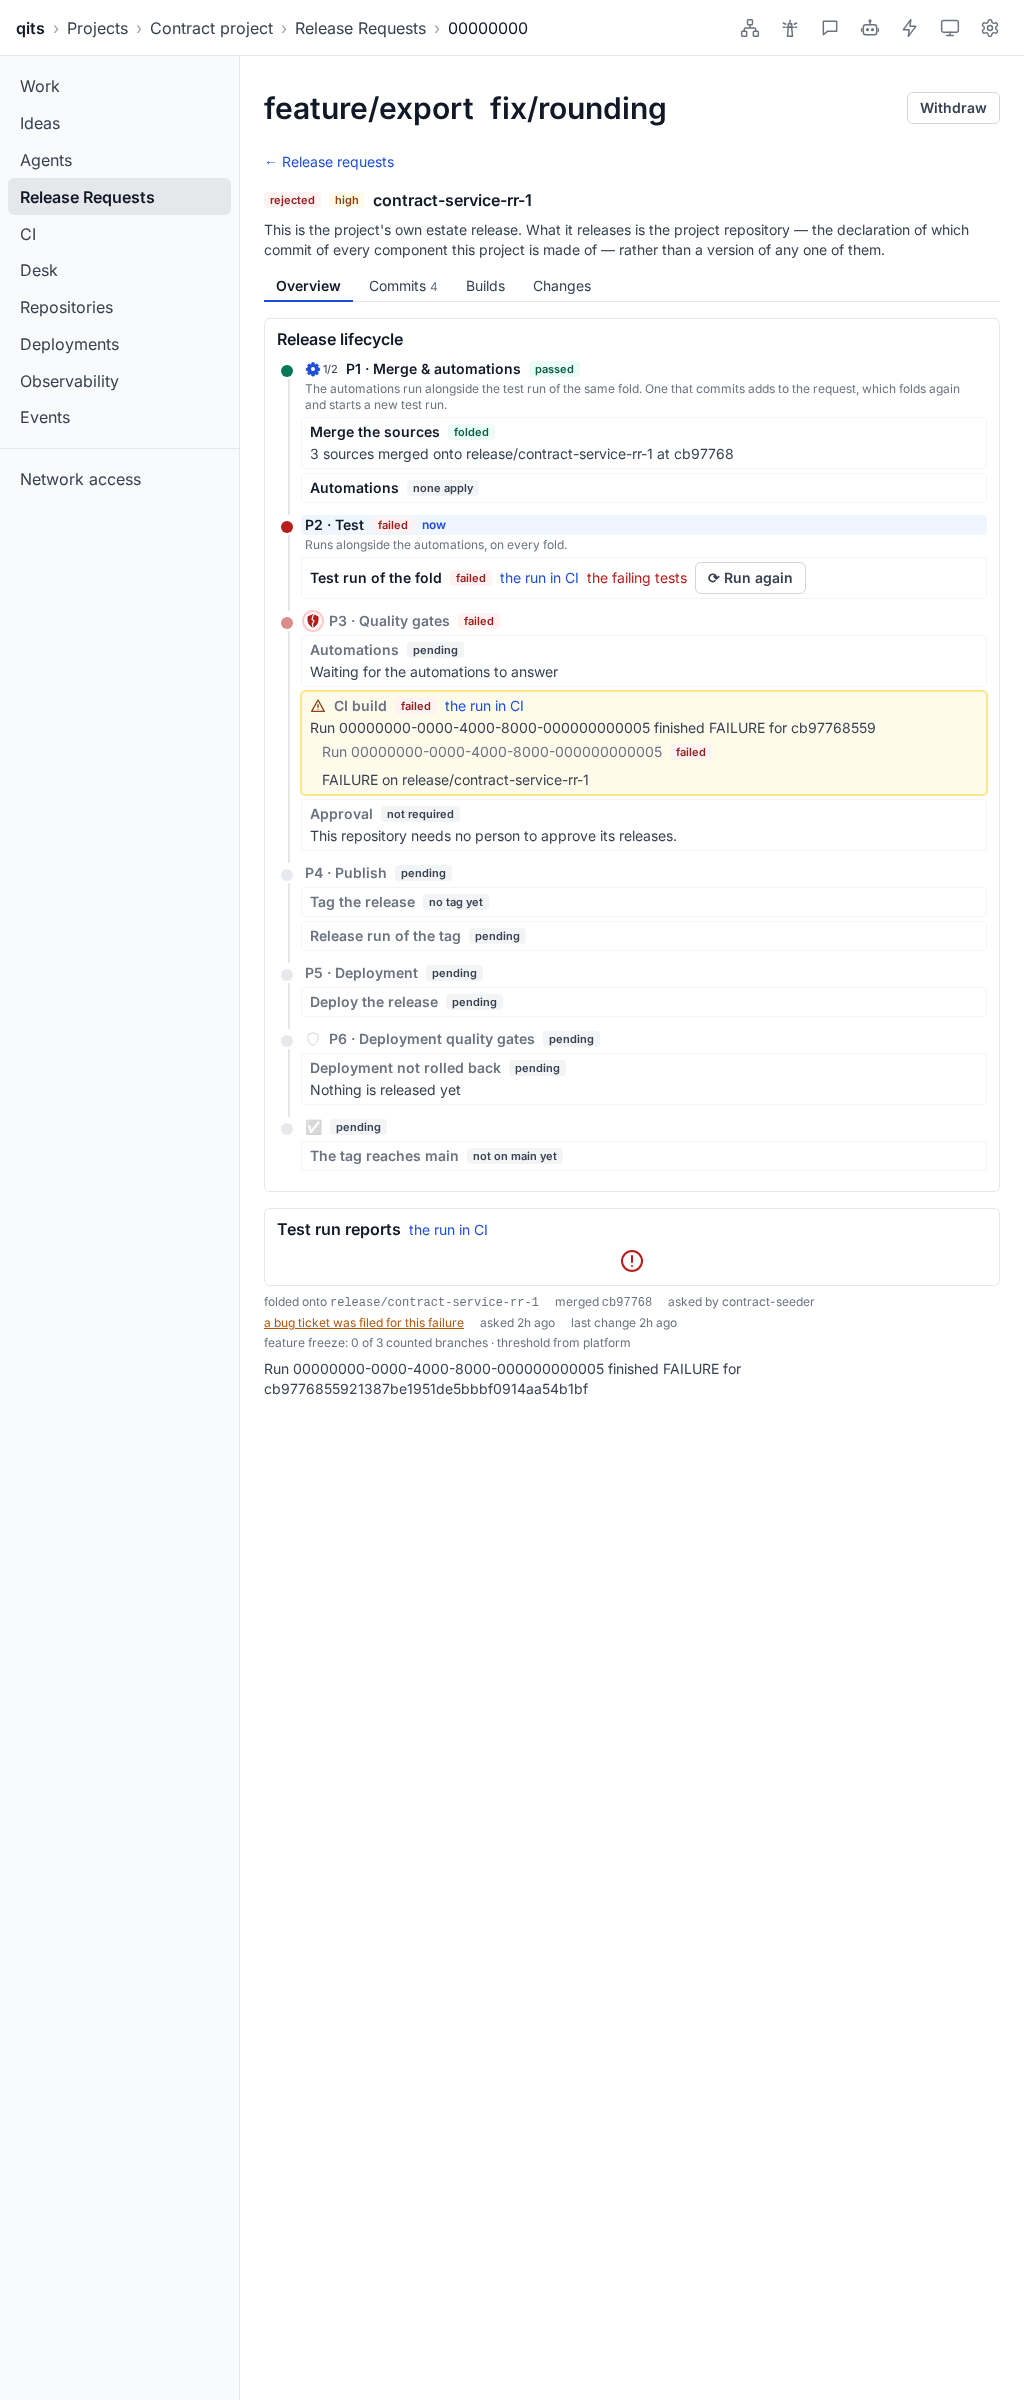 qits › Projects › Contract project › Release Requests › 00000000
Work
Ideas
Agents
Release Requests
CI
Desk
Repositories
Deployments
Observability
Events
Network access
feature/export fix/rounding
Withdraw
← Release requests
rejected high contract-service-rr-1
This is the project's own estate release. What it releases is the project repository — the declaration of which
commit of every component this project is made of — rather than a version of any one of them.
Overview Commits 4 Builds Changes
Release lifecycle
1/2 P1 · Merge & automations passed
The automations run alongside the test run of the same fold. One that commits adds to the request, which folds again
and starts a new test run.
Merge the sources folded
3 sources merged onto release/contract-service-rr-1 at cb97768
Automations none apply
P2 · Test failed now
Runs alongside the automations, on every fold.
Test run of the fold failed the run in CI the failing tests ⟳ Run again
P3 · Quality gates failed
Automations pending
Waiting for the automations to answer
CI build failed the run in CI
Run 00000000-0000-4000-8000-000000000005 finished FAILURE for cb97768559
Run 00000000-0000-4000-8000-000000000005 failed
FAILURE on release/contract-service-rr-1
Approval not required
This repository needs no person to approve its releases.
P4 · Publish pending
Tag the release no tag yet
Release run of the tag pending
P5 · Deployment pending
Deploy the release pending
P6 · Deployment quality gates pending
Deployment not rolled back pending
Nothing is released yet
✅ pending
The tag reaches main not on main yet
Test run reports the run in CI
folded onto release/contract-service-rr-1 merged cb97768 asked by contract-seeder
a bug ticket was filed for this failure asked 2h ago last change 2h ago
feature freeze: 0 of 3 counted branches · threshold from platform
Run 00000000-0000-4000-8000-000000000005 finished FAILURE for
cb9776855921387be1951de5bbbf0914aa54b1bf